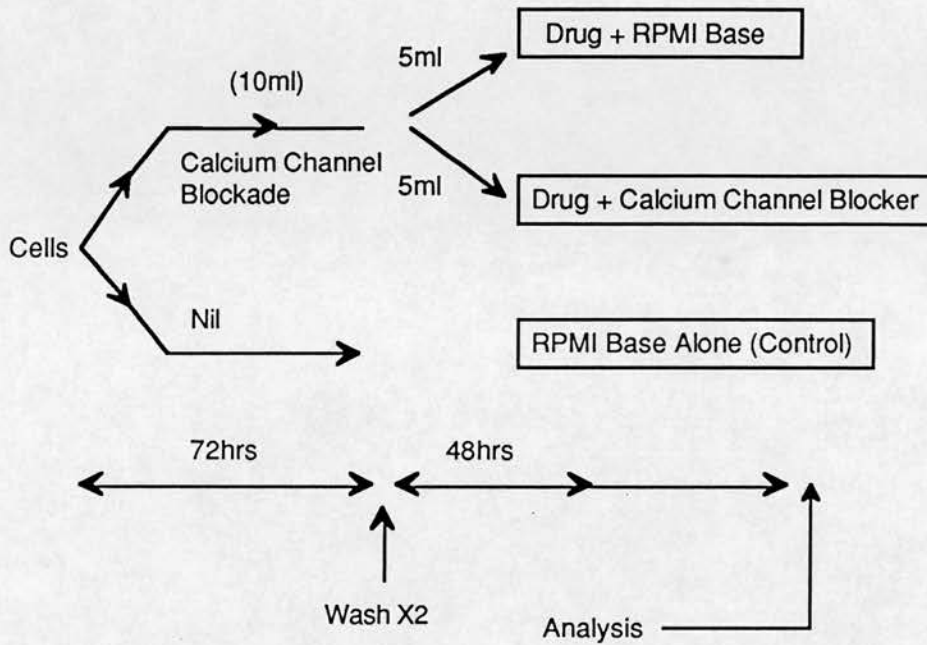 Drug + RPMI Base
5ml
(10ml)
Calcium Channel
Blockade
5ml
Drug + Calcium Channel Blocker
Cells
Nil
RPMI Base Alone (Control)
72hrs
48hrs
Wash X2
Analysis